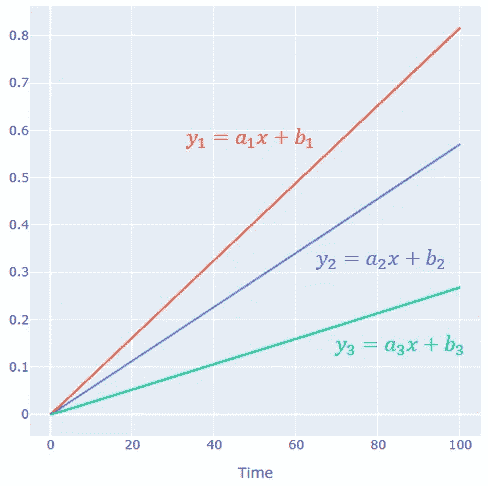 0.8
0.7
0.6
y₁ = a₁x + b₁
0.5
0.4
y₂ = a₂x + b₂
0.3
0.2
y₃ = a₃x + b₃
0.1
0
0 20 40 60 80 100
Time